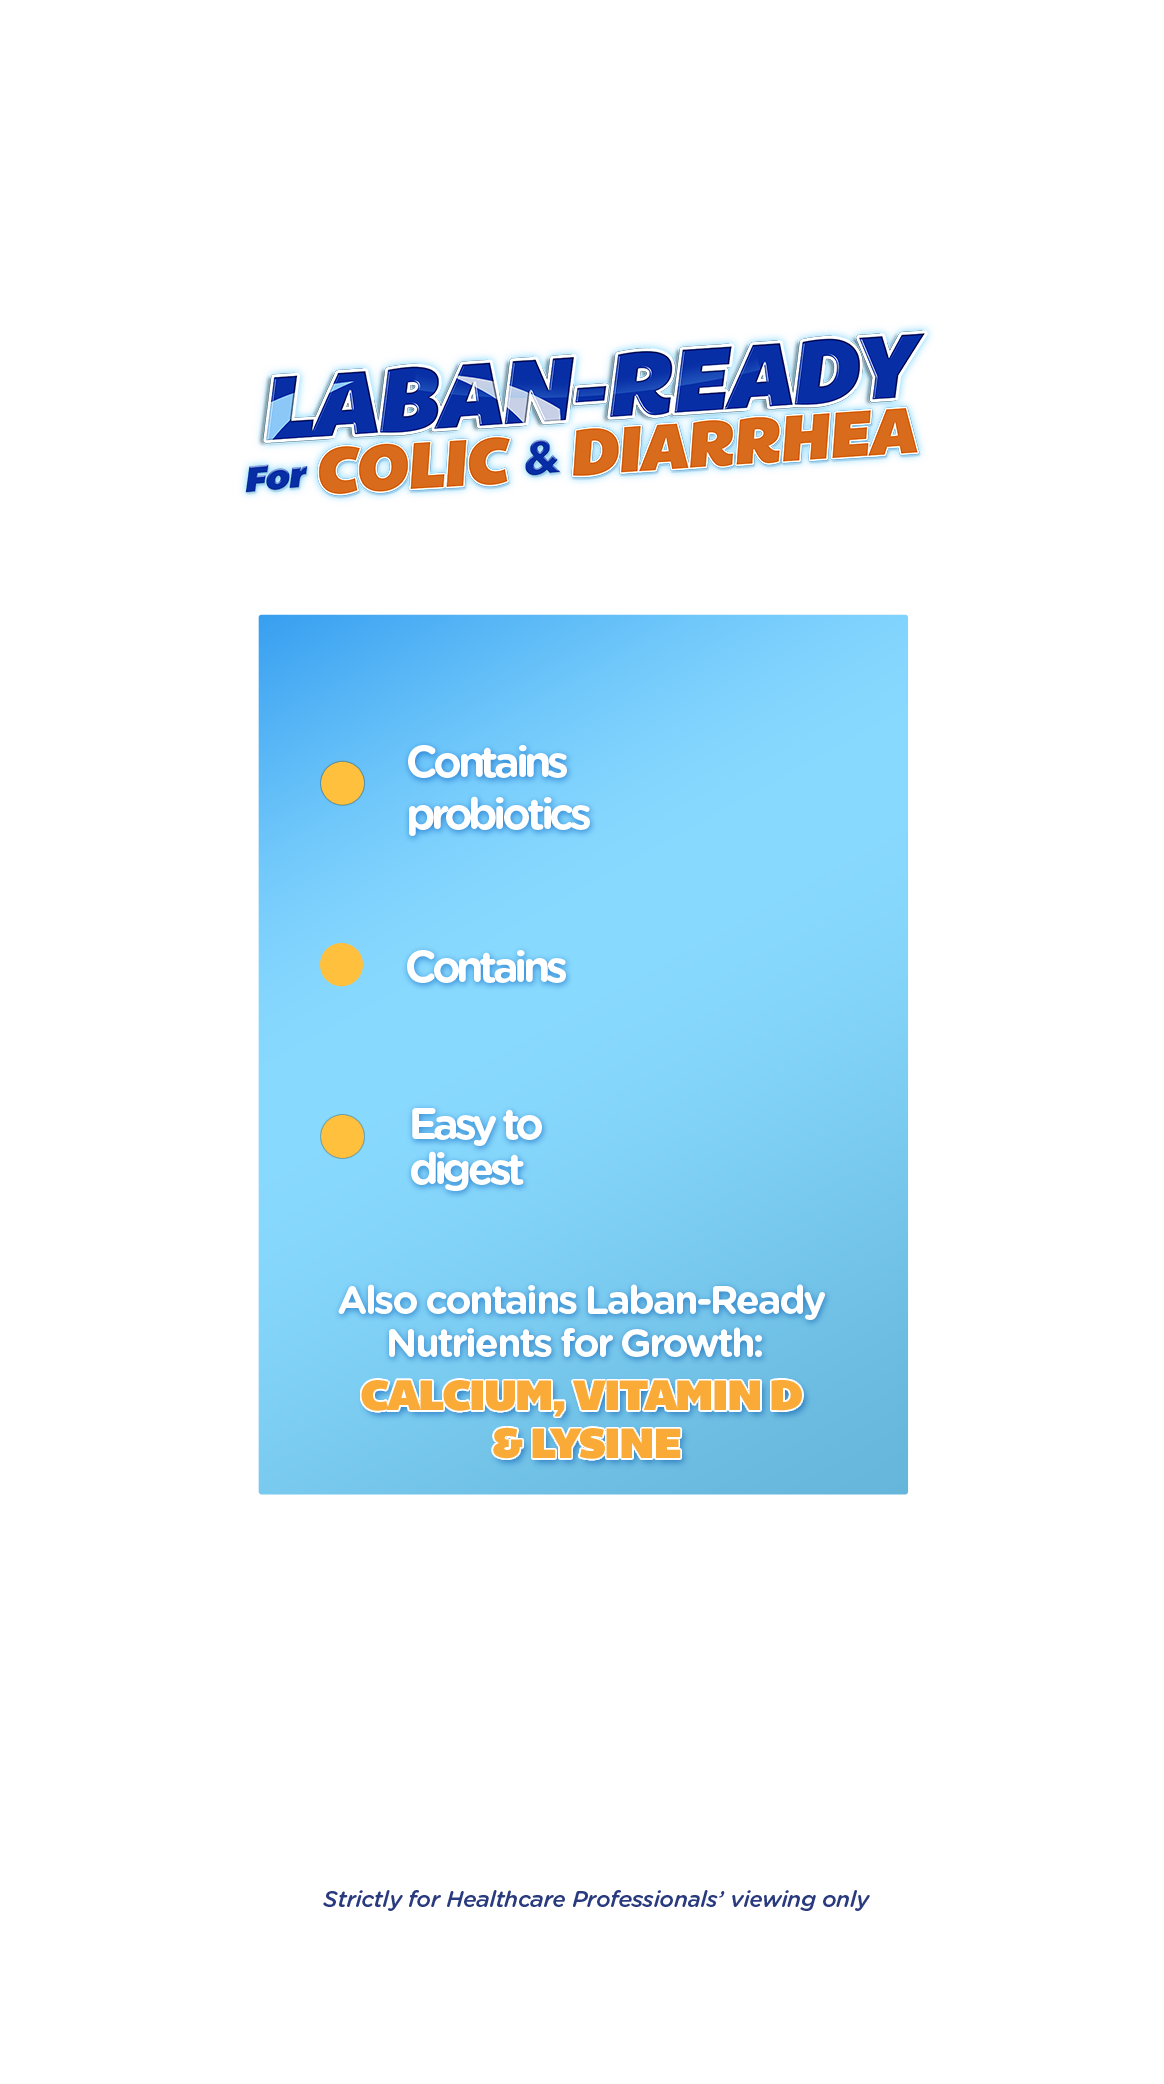 LABAN-READY
For COLIC & DIARRHEA
Contains
probiotics
Contains
Easy to
digest
Also contains Laban-Ready
Nutrients for Growth:
CALCIUM, VITAMIN D
& LYSINE
Strictly for Healthcare Professionals’ viewing only